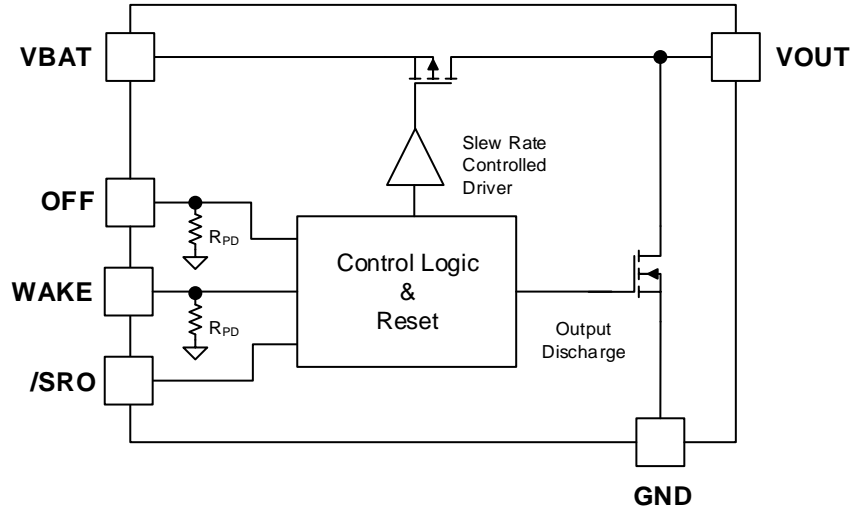 VBAT
VOUT
Slew Rate
Controlled
Driver
OFF
RPD
Control Logic
&
Reset
WAKE
RPD
Output
Discharge
/SRO
GND